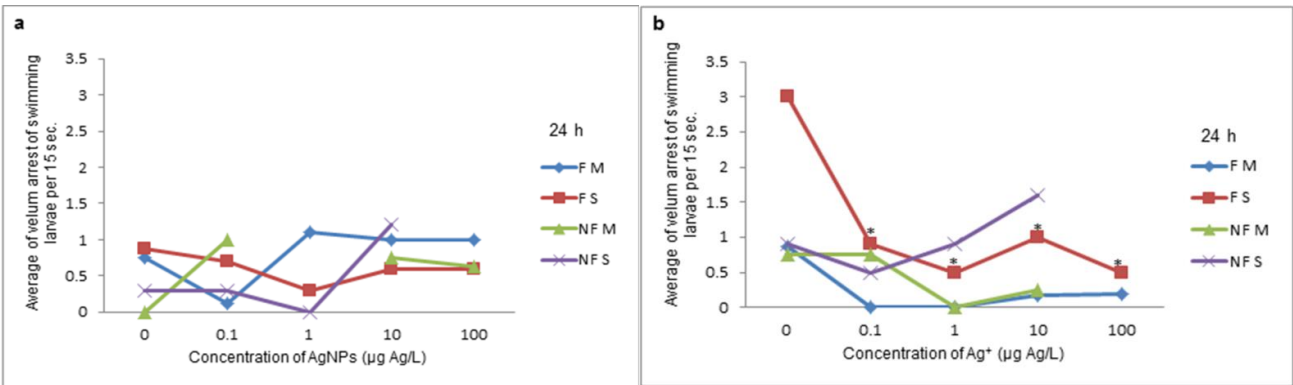 a
Average of velum arrest of swimming
larvae per 15 sec.
3.5
3
2.5
2
1.5
1
0.5
0
0 0.1 1 10 100
Concentration of AgNPs (µg Ag/L)
24 h
F M
F S
NF M
NF S
b
Average of velum arrest of swimming
larvae per 15 sec.
3.5
3
2.5
2
1.5
1
0.5
0
* * * *
0 0.1 1 10 100
Concentration of Ag⁺ (µg Ag/L)
24 h
F M
F S
NF M
NF S